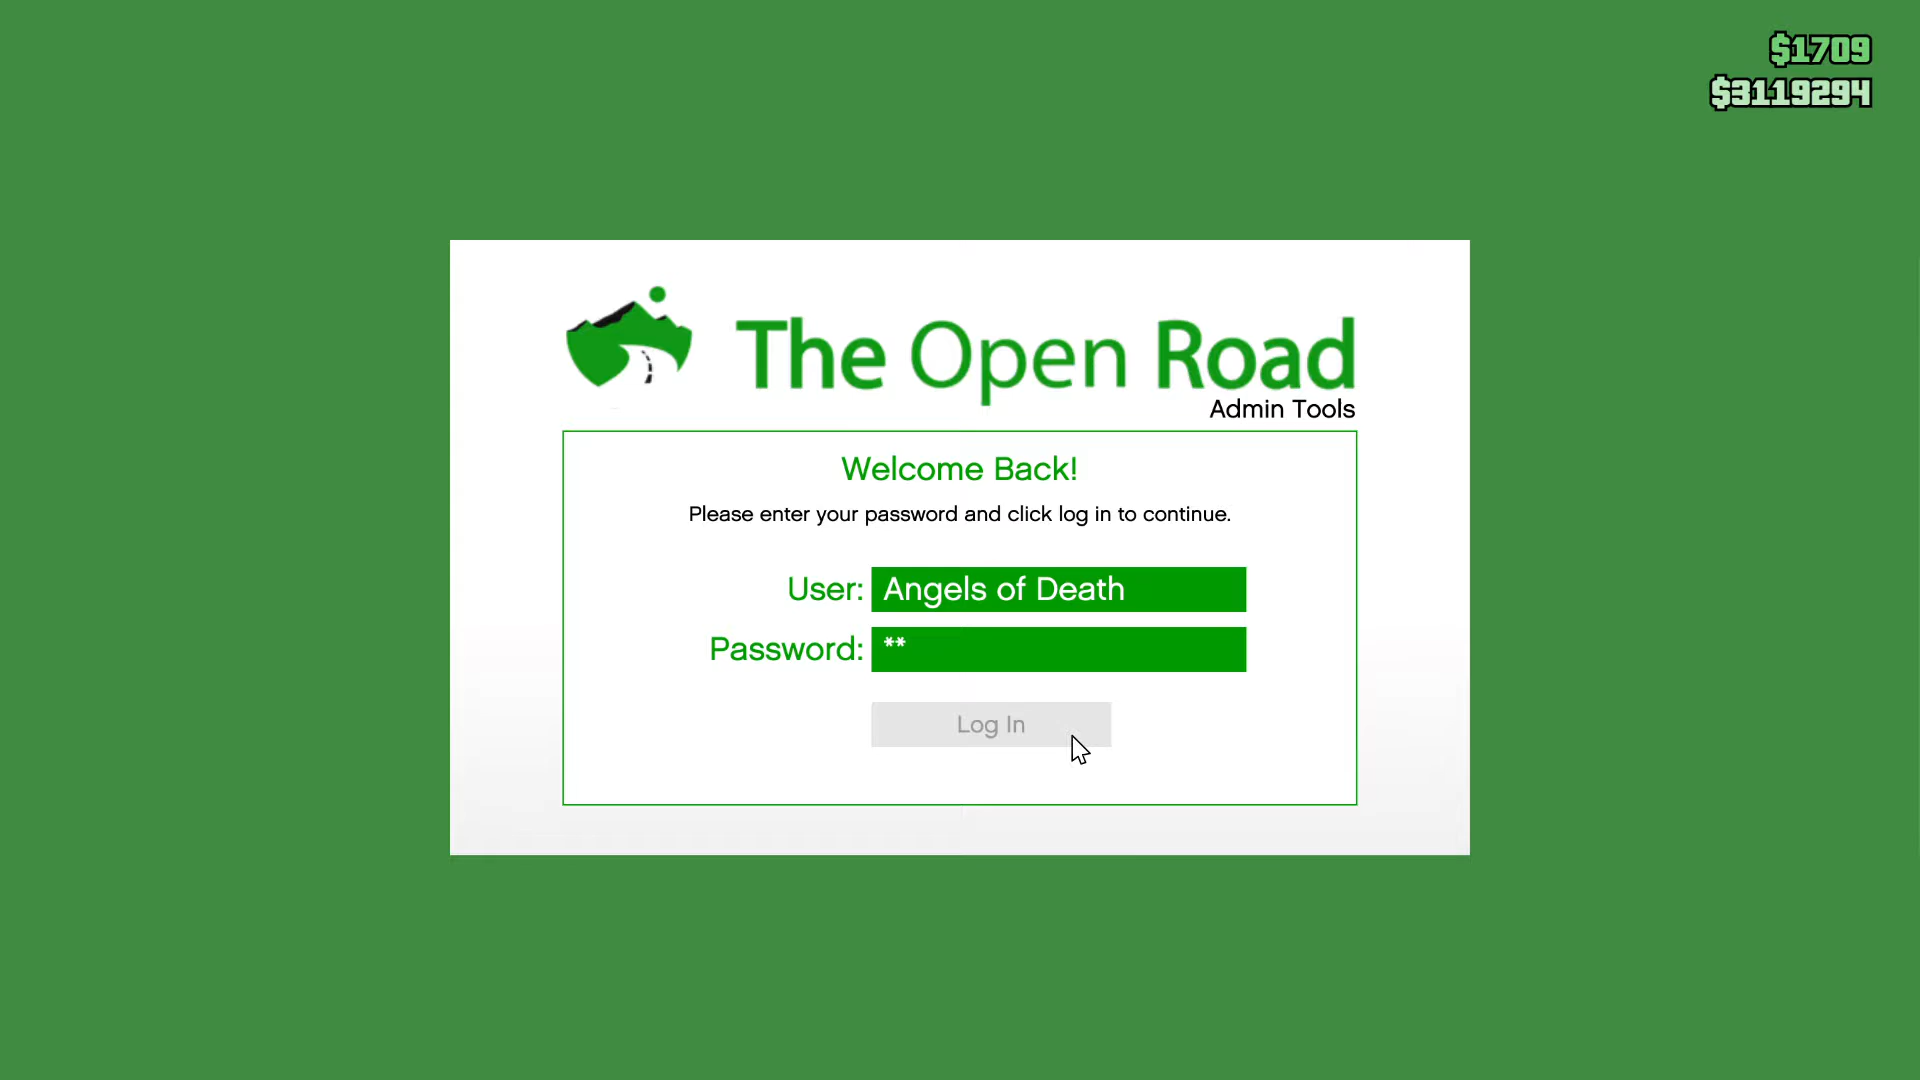 $1709
$3119294
The Open Road
Admin Tools
Welcome Back!
Please enter your password and click log in to continue.
User: Angels of Death
Password: **
Log In